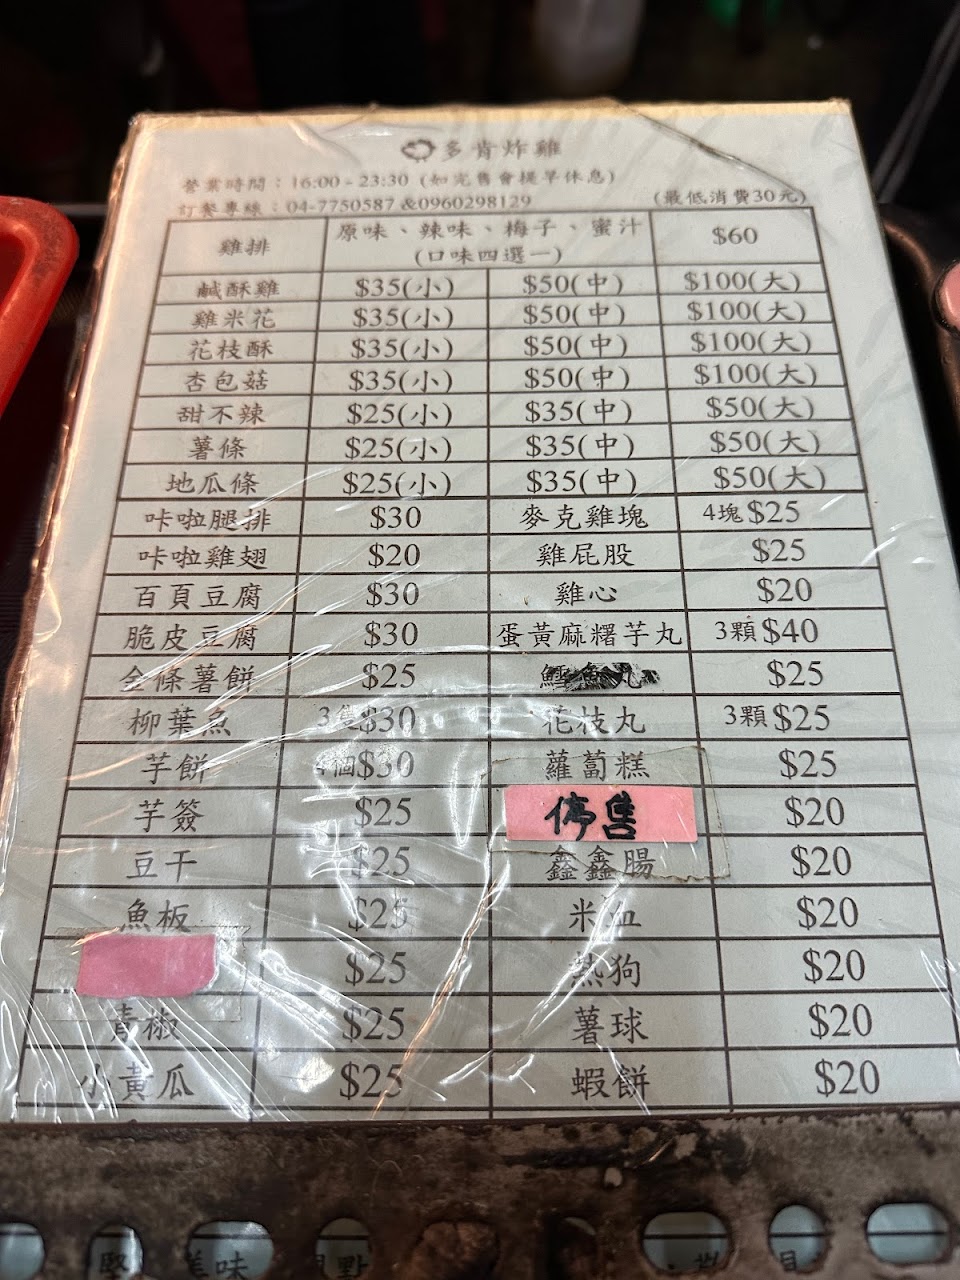 多肯炸雞
營業時間：16:00 - 23:30 (如完售會提早休息)
訂餐專線：04-7750587 &0960298129 (最低消費30元)
雞排 原味、辣味、梅子、蜜汁 (口味四選一) $60
鹹酥雞 $35(小) $50(中) $100(大)
雞米花 $35(小) $50(中) $100(大)
花枝酥 $35(小) $50(中) $100(大)
杏包菇 $35(小) $50(中) $100(大)
甜不辣 $25(小) $35(中) $50(大)
薯條 $25(小) $35(中) $50(大)
地瓜條 $25(小) $35(中) $50(大)
咔啦腿排 $30 麥克雞塊 4塊 $25
咔啦雞翅 $20 雞屁股 $25
百頁豆腐 $30 雞心 $20
脆皮豆腐 $30 蛋黃麻糬芋丸 3顆 $40
金條薯餅 $25 鱈魚丸 $25
柳葉魚 3隻 $30 花枝丸 3顆 $25
芋餅 4個 $30 蘿蔔糕 $25
芋簽 $25 停售 $20
豆干 $25 鑫鑫腸 $20
魚板 $25 米血 $20
$25 熱狗 $20
青椒 $25 薯球 $20
小黃瓜 $25 蝦餅 $20
美味